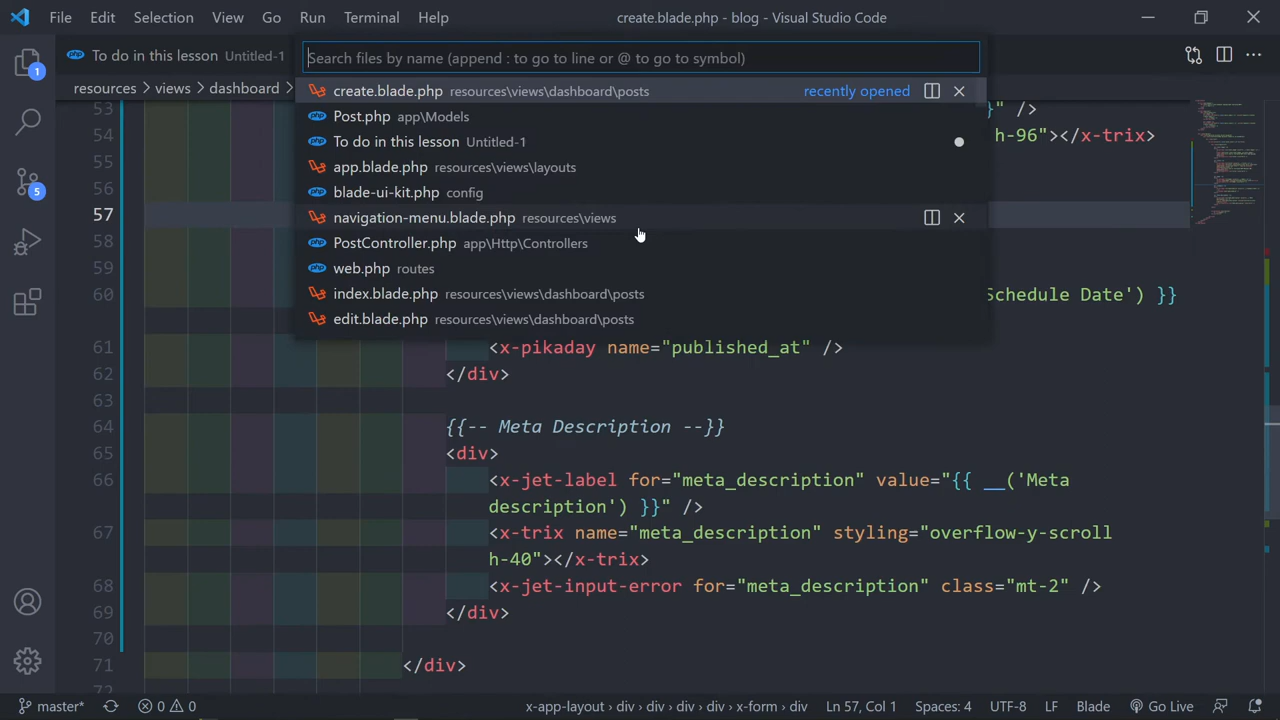 File Edit Selection View Go Run Terminal Help create.blade.php - blog - Visual Studio Code
To do in this lesson Untitled-1
Search files by name (append : to go to line or @ to go to symbol)
resources > views > dashboard >
create.blade.php resources\views\dashboard\posts recently opened
Post.php app\Models
To do in this lesson Untitled-1
app.blade.php resources\views\layouts
blade-ui-kit.php config
navigation-menu.blade.php resources\views
PostController.php app\Http\Controllers
web.php routes
index.blade.php resources\views\dashboard\posts
edit.blade.php resources\views\dashboard\posts
53 }" />
54 h-96"></x-trix>
55
56
57
58
59
60 Schedule Date') }}
61 <x-pikaday name="published_at" />
62 </div>
63
64 {{-- Meta Description --}}
65 <div>
66 <x-jet-label for="meta_description" value="{{ __('Meta
description') }}" />
67 <x-trix name="meta_description" styling="overflow-y-scroll
h-40"></x-trix>
68 <x-jet-input-error for="meta_description" class="mt-2" />
69 </div>
70
71 </div>
72
1
5
master* 0 0 x-app-layout > div > div > div > x-form > div Ln 57, Col 1 Spaces: 4 UTF-8 LF Blade Go Live